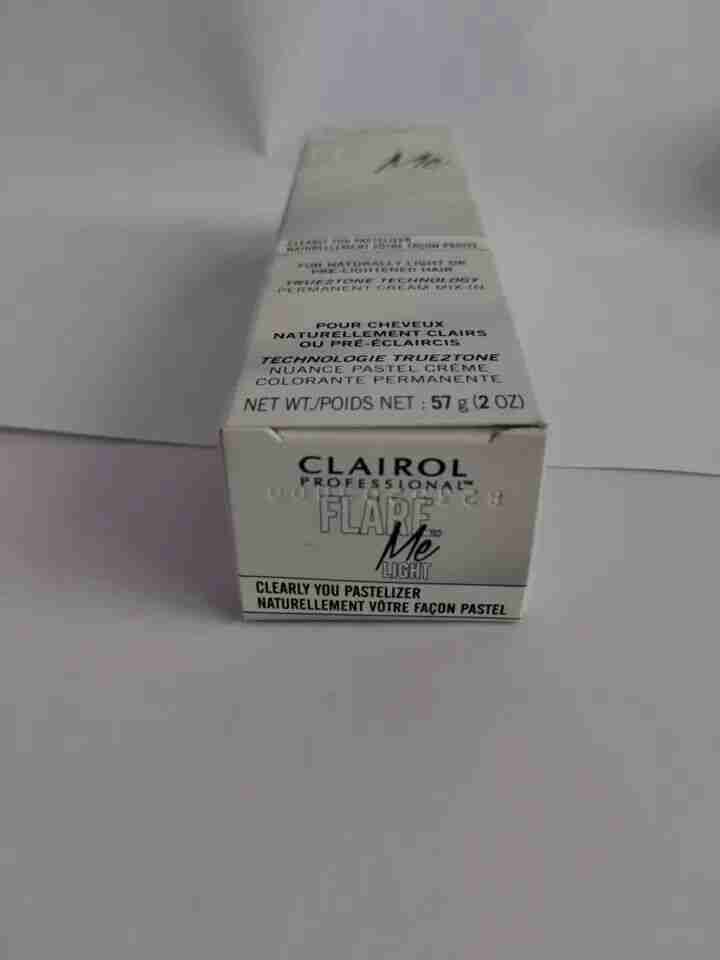 Me
CLEARLY YOU PASTELIZER
NATURELLEMENT VÔTRE FAÇON PASTEL
FOR NATURALLY LIGHT OR
PRE-LIGHTENED HAIR
TRUE2TONE TECHNOLOGY
PERMANENT CREAM MIX-IN
POUR CHEVEUX
NATURELLEMENT CLAIRS
OU PRÉ-ÉCLAIRCIS
TECHNOLOGIE TRUE2TONE
NUANCE PASTEL CRÈME
COLORANTE PERMANENTE
NET WT./POIDS NET : 57 g (2 OZ)
CLAIROL
PROFESSIONAL™
FLARE
Me
LIGHT
CLEARLY YOU PASTELIZER
NATURELLEMENT VÔTRE FAÇON PASTEL